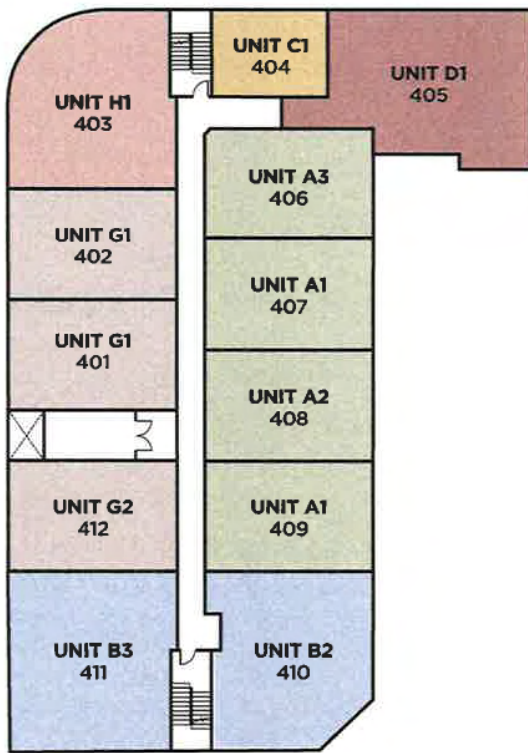 UNIT C1
404
UNIT D1
405
UNIT H1
403
UNIT A3
406
UNIT G1
402
UNIT A1
407
UNIT G1
401
UNIT A2
408
UNIT G2
412
UNIT A1
409
UNIT B3
411
UNIT B2
410